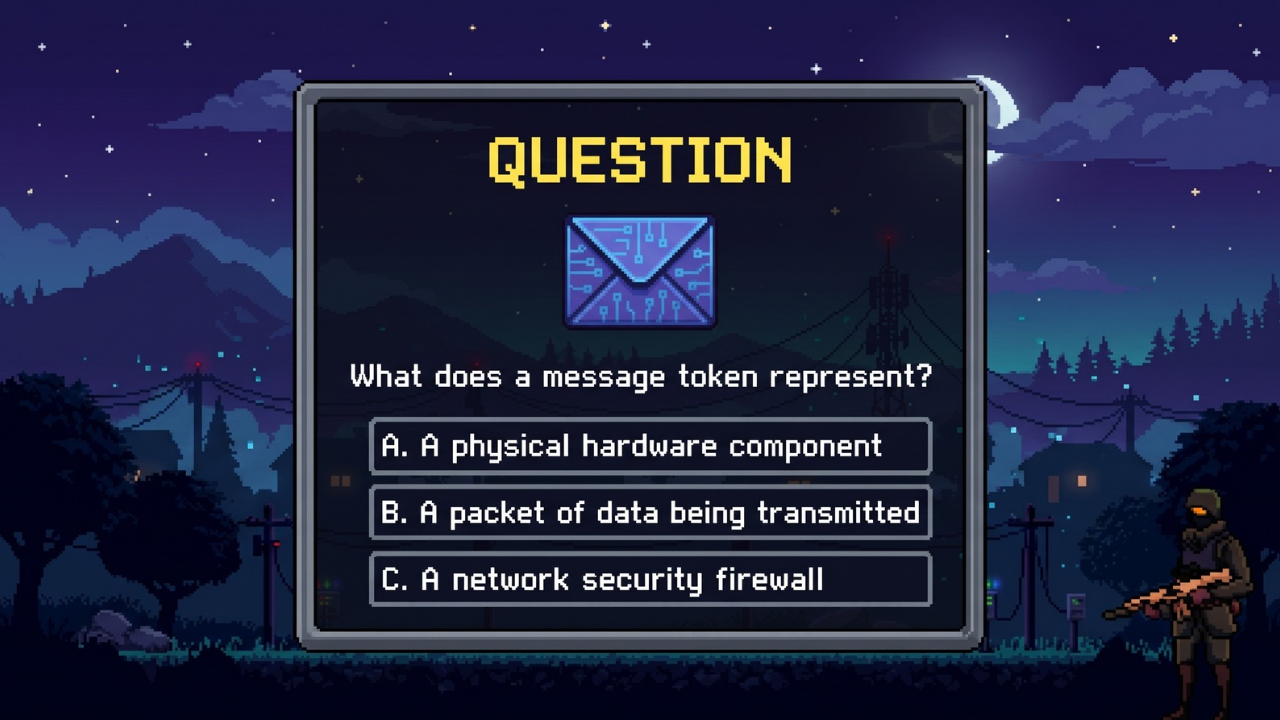 QUESTION
What does a message token represent?
A. A physical hardware component
B. A packet of data being transmitted
C. A network security firewall